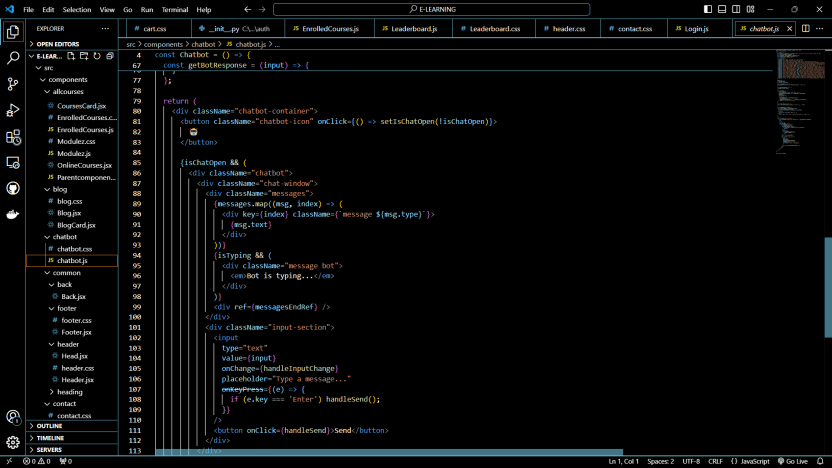 File Edit Selection View Go Run Terminal Help
E-LEARNING
EXPLORER
# cart.css
__init__.py C:\...\auth
JS EnrolledCourses.js
JS Leaderboard.js
# Leaderboard.css
# header.css
# contact.css
JS Login.js
JS chatbot.js
OPEN EDITORS
E-LEAR...
src
components
allcourses
CoursesCard.jsx
# EnrolledCourses.c...
JS EnrolledCourses.js
# Modulez.css
JS Modulez.js
OnlineCourses.jsx
JS Parentcomponen...
blog
# blog.css
Blog.jsx
BlogCard.jsx
chatbot
# chatbot.css
JS chatbot.js
common
back
Back.jsx
footer
# footer.css
Footer.jsx
header
Head.jsx
# header.css
Header.jsx
heading
contact
# contact.css
OUTLINE
TIMELINE
SERVERS
src > components > chatbot > JS chatbot.js > ...
4 const Chatbot = () => {
67 const getBotResponse = (input) => {
76 }
77 };
78
79 return (
80 <div className="chatbot-container">
81 <button className="chatbot-icon" onClick={() => setIsChatOpen(!isChatOpen)}>
82
83 </button>
84
85 {isChatOpen && (
86 <div className="chatbot">
87 <div className="chat-window">
88 <div className="messages">
89 {messages.map((msg, index) => (
90 <div key={index} className={`message ${msg.type}`}>
91 {msg.text}
92 </div>
93 ))}
94 {isTyping && (
95 <div className="message bot">
96 <em>Bot is typing...</em>
97 </div>
98 )}
99 <div ref={messagesEndRef} />
100 </div>
101 <div className="input-section">
102 <input
103 type="text"
104 value={input}
105 onChange={handleInputChange}
106 placeholder="Type a message..."
107 onKeyPress={(e) => {
108 if (e.key === 'Enter') handleSend();
109 }}
110 />
111 <button onClick={handleSend}>Send</button>
112 </div>
113 </div>
0 0 0 Ln 1, Col 1 Spaces: 2 UTF-8 CRLF {} JavaScript Go Live